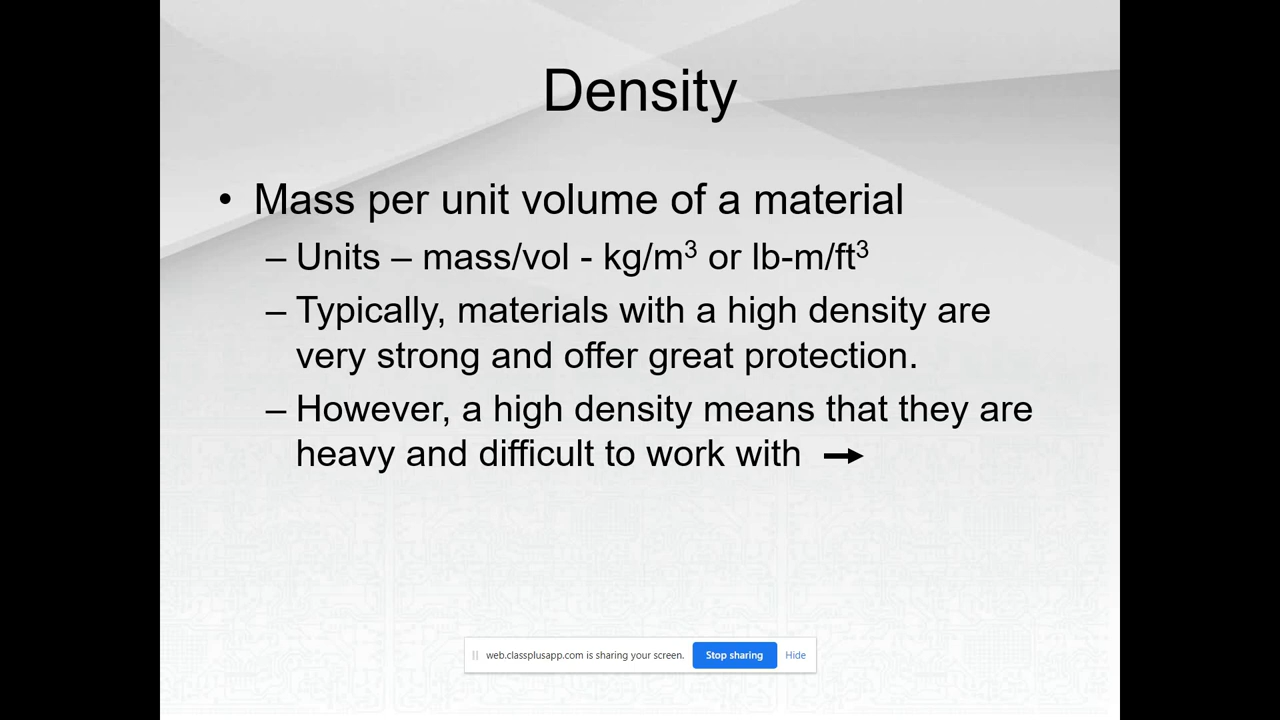 Density
• Mass per unit volume of a material
– Units – mass/vol - kg/m³ or lb-m/ft³
– Typically, materials with a high density are
very strong and offer great protection.
– However, a high density means that they are
heavy and difficult to work with →
web.classplusapp.com is sharing your screen. Stop sharing Hide